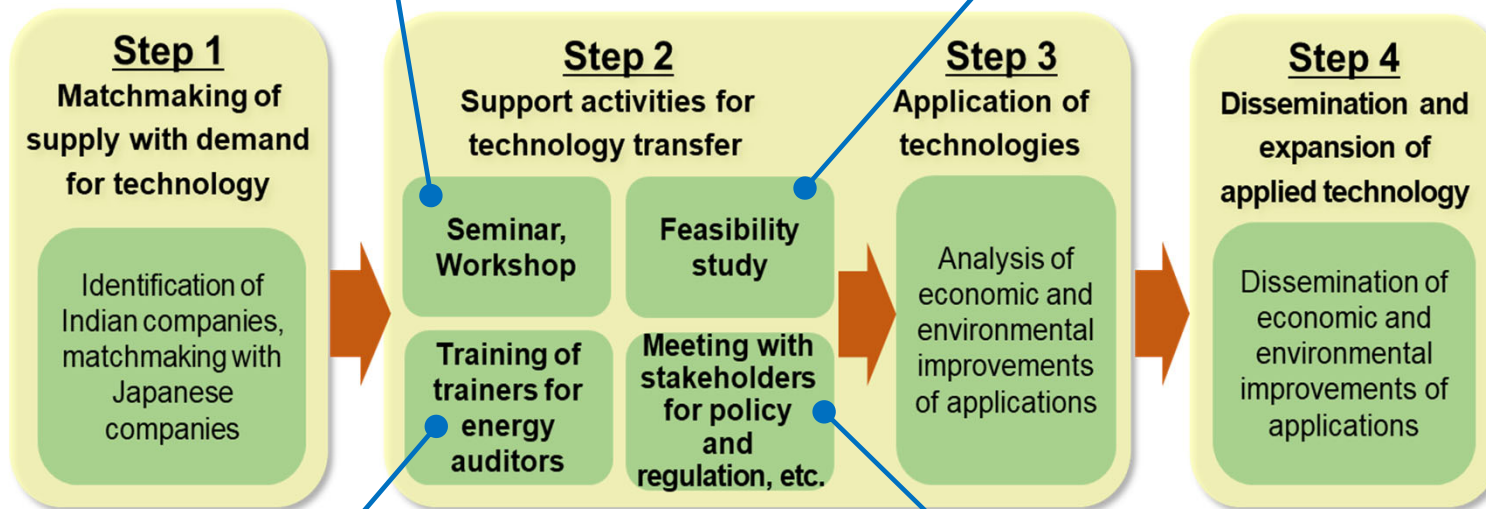 Step 1
Matchmaking of
supply with demand
for technology
Identification of
Indian companies,
matchmaking with
Japanese
companies
Step 2
Support activities for
technology transfer
Seminar,
Workshop
Feasibility
study
Training of
trainers for
energy
auditors
Meeting with
stakeholders
for policy
and
regulation, etc.
Step 3
Application of
technologies
Analysis of
economic and
environmental
improvements
of applications
Step 4
Dissemination and
expansion of
applied technology
Dissemination of
economic and
environmental
improvements of
applications